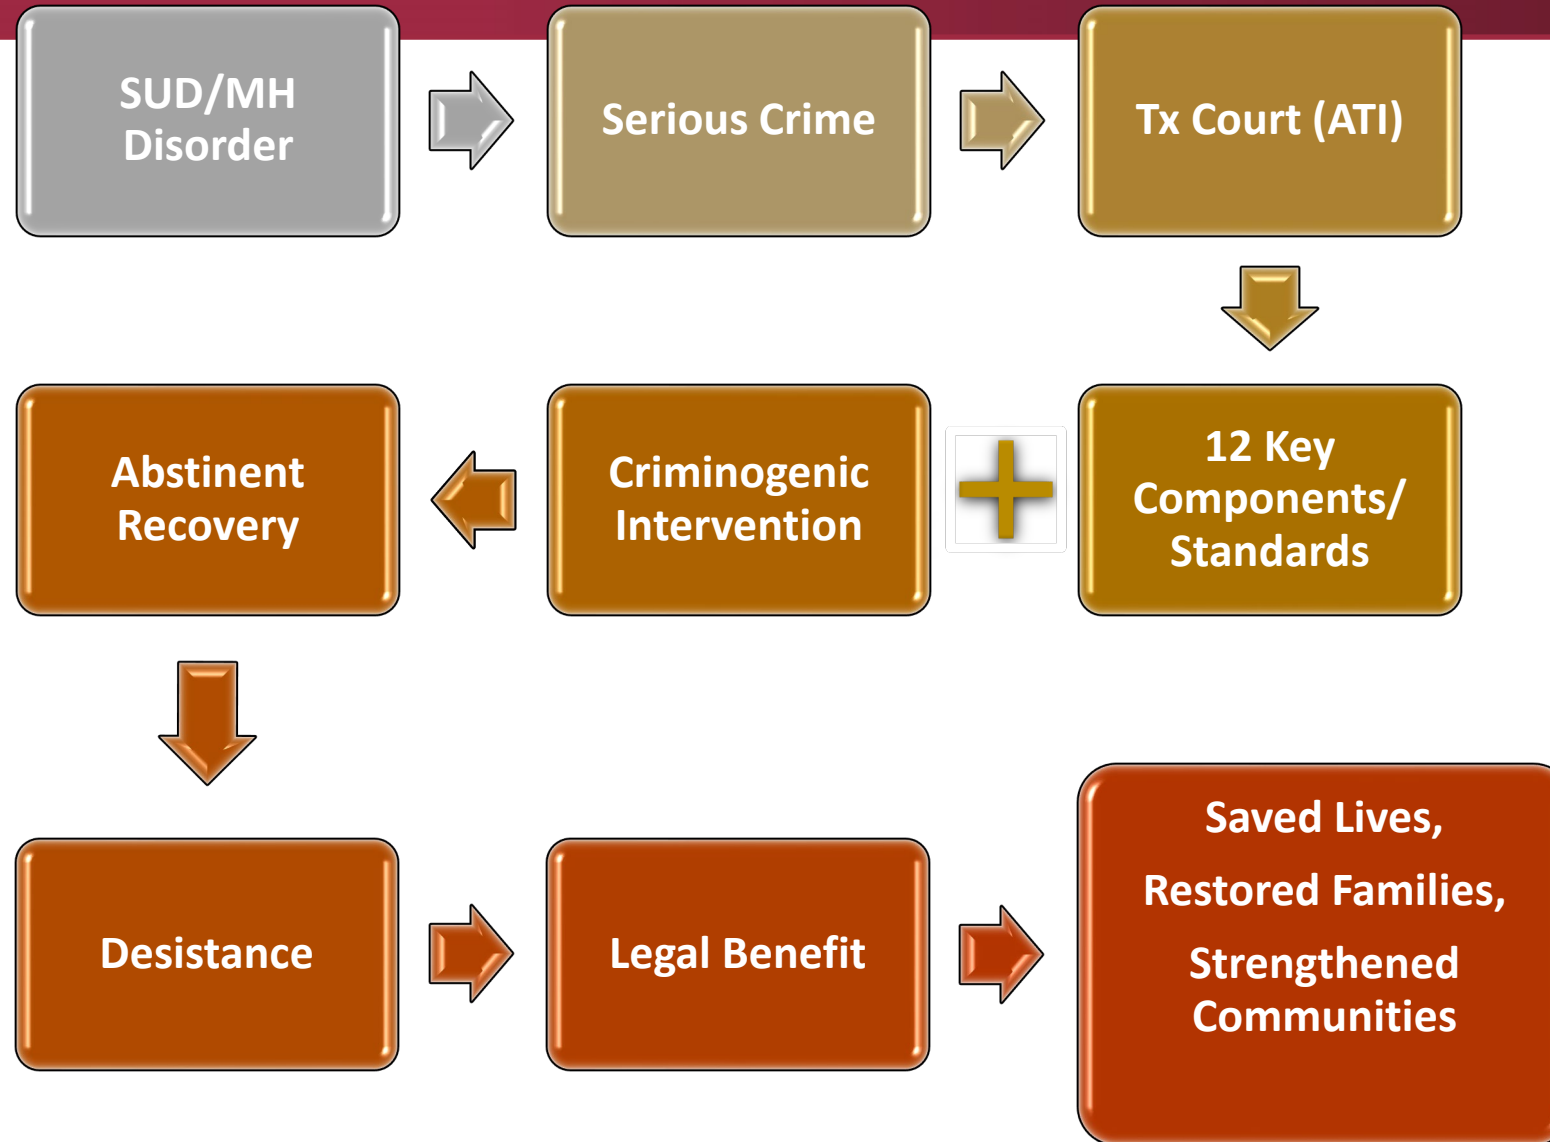 SUD/MH
Disorder
Serious Crime
Tx Court (ATI)
12 Key
Components/
Standards
Criminogenic
Intervention
Abstinent
Recovery
Desistance
Legal Benefit
Saved Lives,
Restored Families,
Strengthened
Communities